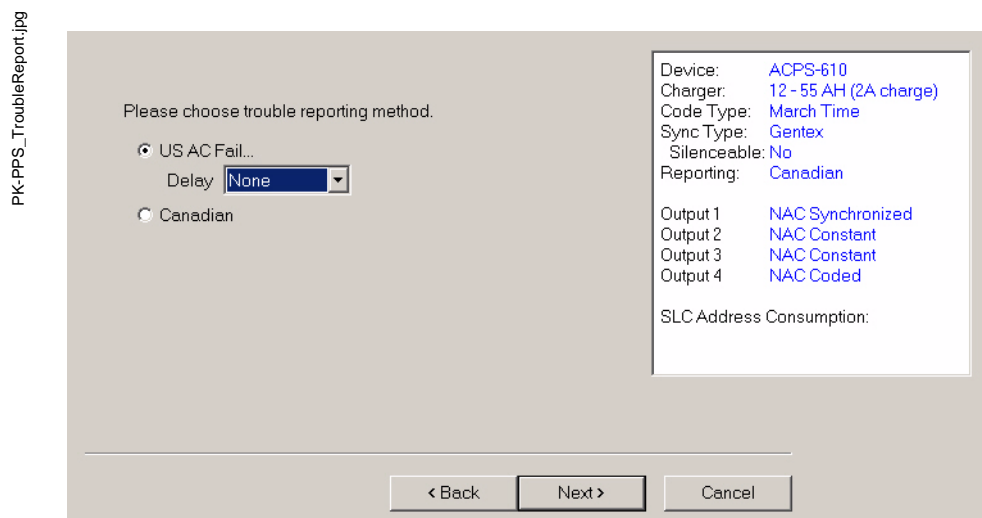 PK-PPS_TroubleReport.jpg
Please choose trouble reporting method.
US AC Fail...
Delay None
Canadian
Device: ACPS-610
Charger: 12 - 55 AH (2A charge)
Code Type: March Time
Sync Type: Gentex
Silenceable: No
Reporting: Canadian
Output 1 NAC Synchronized
Output 2 NAC Constant
Output 3 NAC Constant
Output 4 NAC Coded
SLC Address Consumption:
< Back
Next >
Cancel